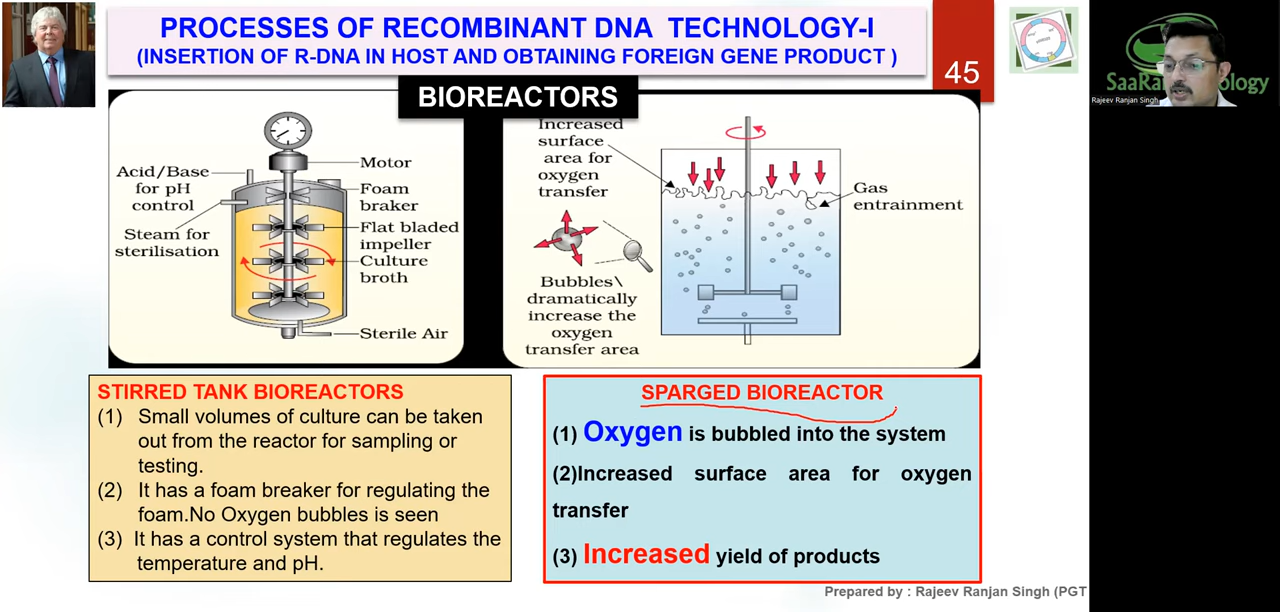 PROCESSES OF RECOMBINANT DNA TECHNOLOGY-I
(INSERTION OF R-DNA IN HOST AND OBTAINING FOREIGN GENE PRODUCT )
45
Rajeev Ranjan Singh
BIOREACTORS
Acid/Base
for pH
control
Steam for
sterilisation
Motor
Foam
braker
Flat bladed
impeller
Culture
broth
Sterile Air
Increased
surface
area for
oxygen
transfer
Bubbles\
dramatically
increase the
oxygen
transfer area
Gas
entrainment
STIRRED TANK BIOREACTORS
(1) Small volumes of culture can be taken
out from the reactor for sampling or
testing.
(2) It has a foam breaker for regulating the
foam.No Oxygen bubbles is seen
(3) It has a control system that regulates the
temperature and pH.
SPARGED BIOREACTOR
(1) Oxygen is bubbled into the system
(2)Increased surface area for oxygen
transfer
(3) Increased yield of products
Prepared by : Rajeev Ranjan Singh (PGT